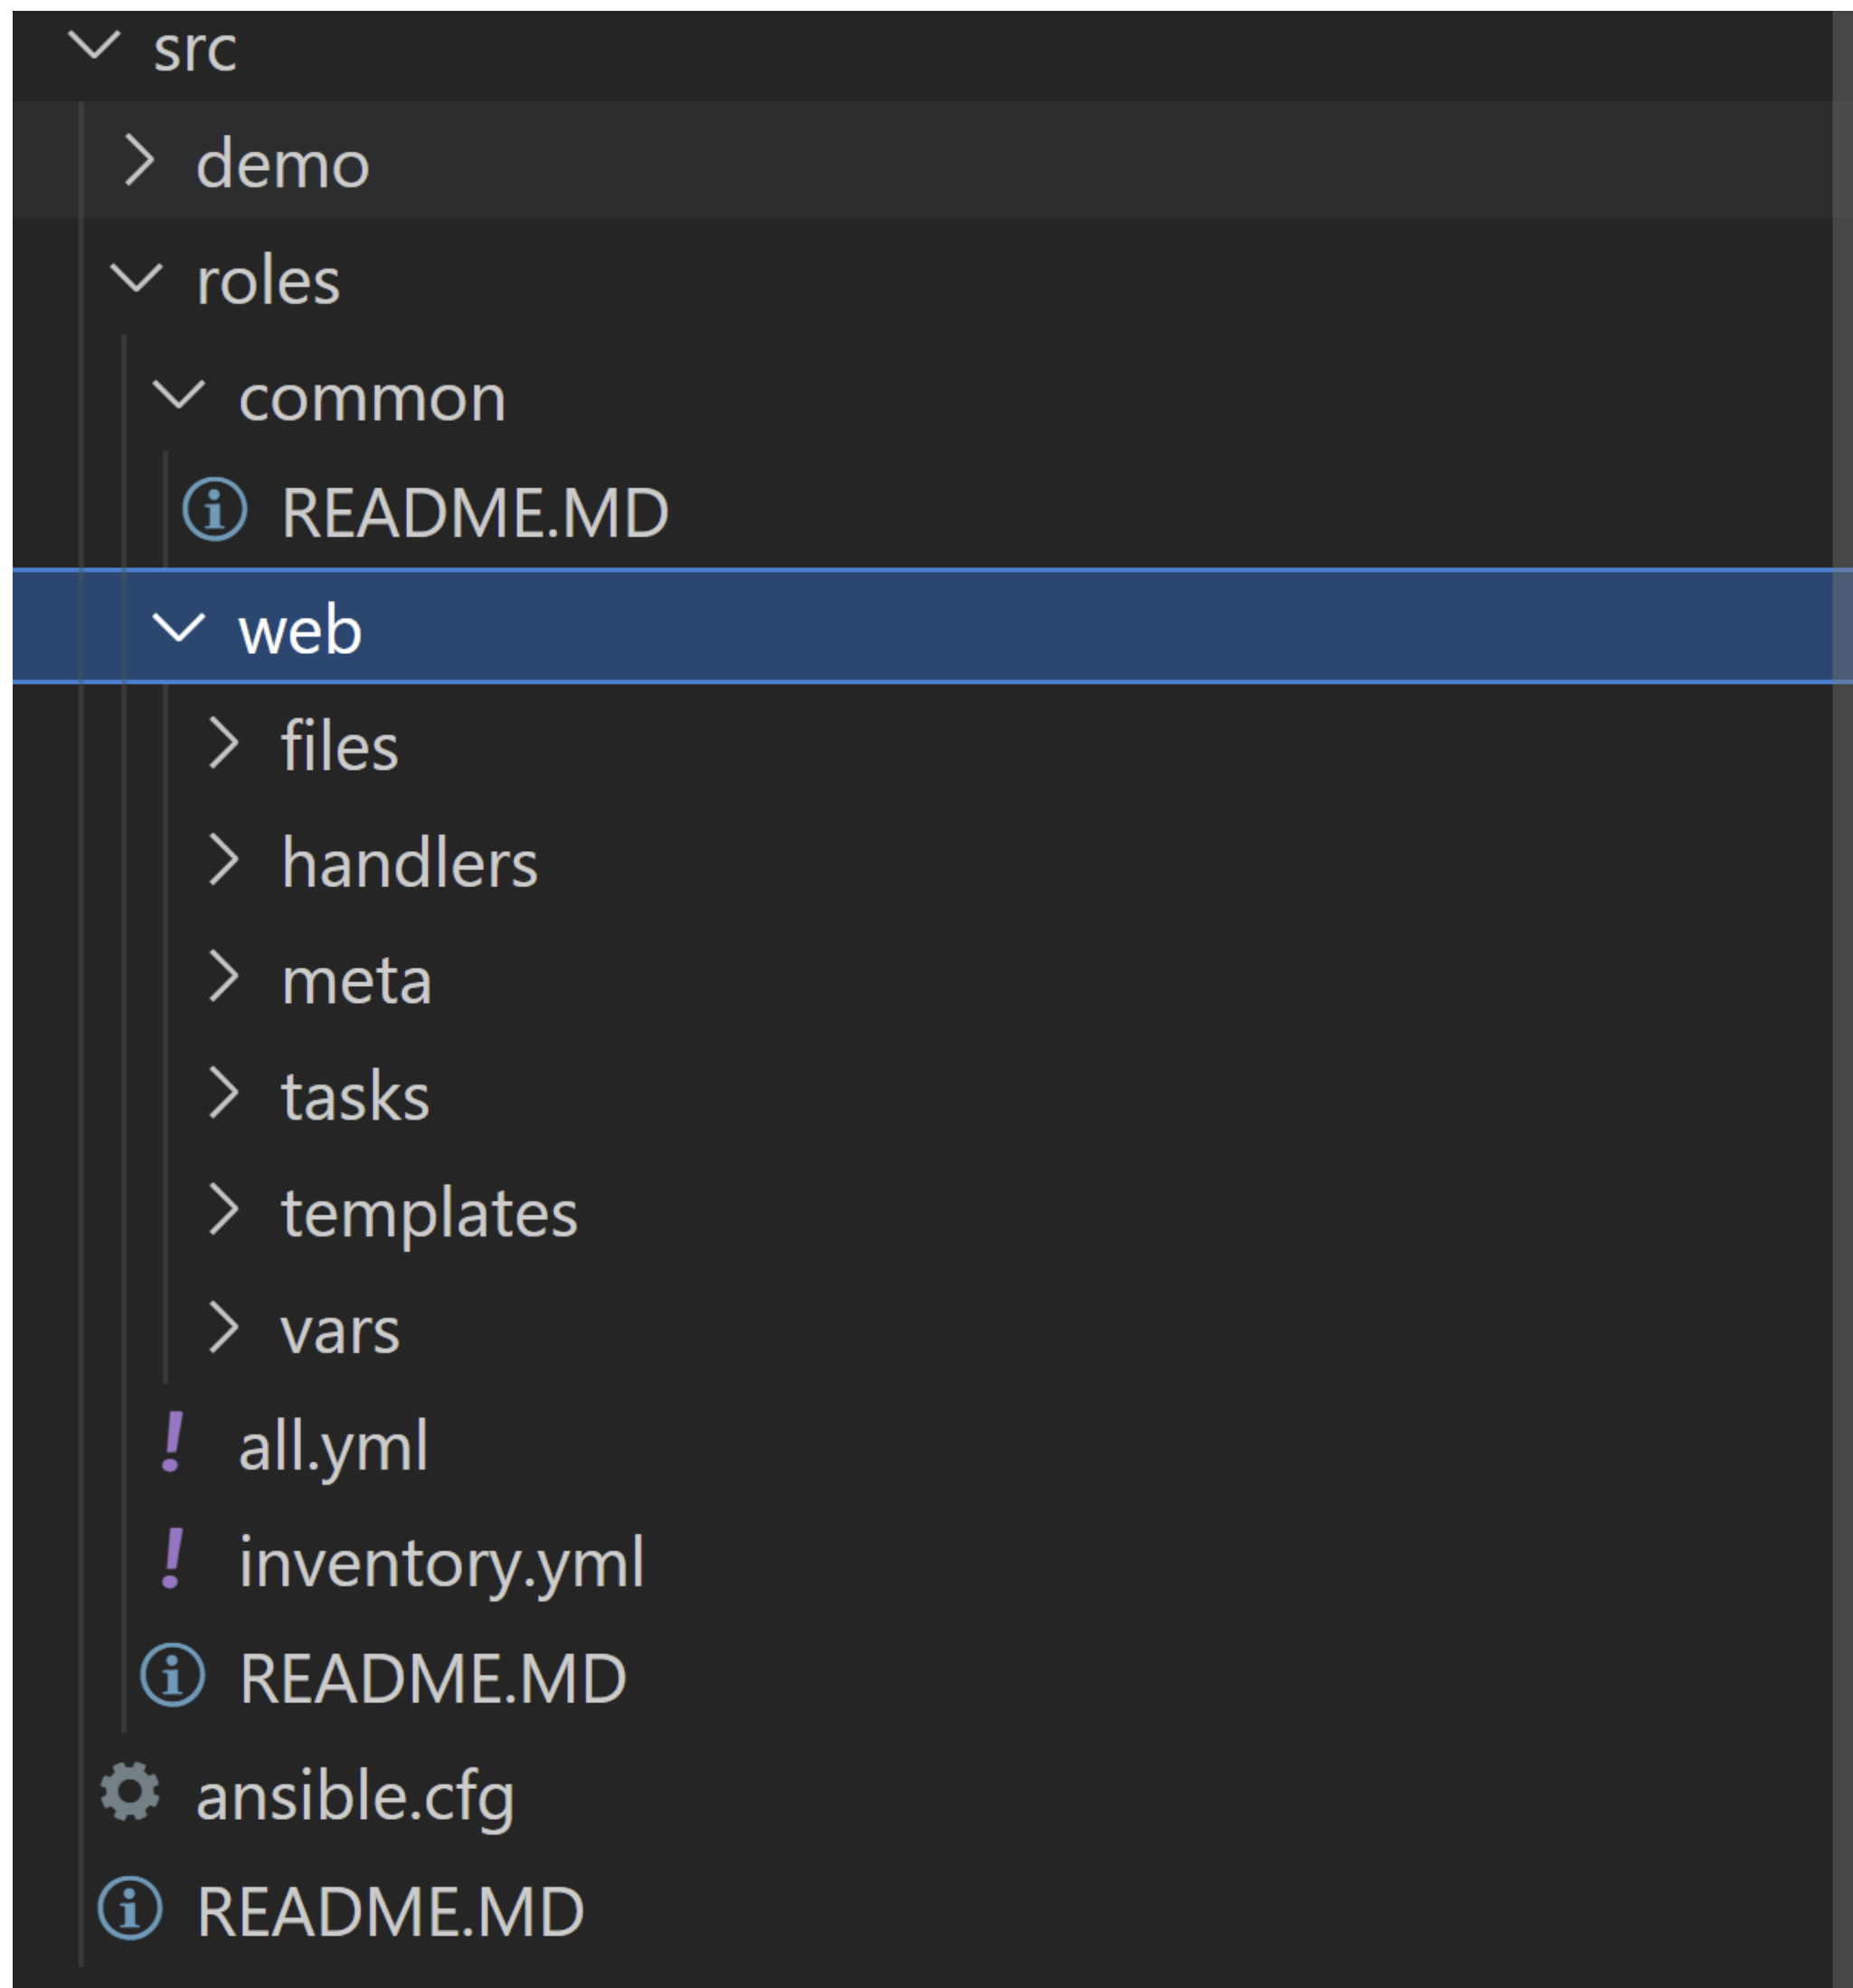 src
demo
roles
common
README.MD
web
files
handlers
meta
tasks
templates
vars
all.yml
inventory.yml
README.MD
ansible.cfg
README.MD